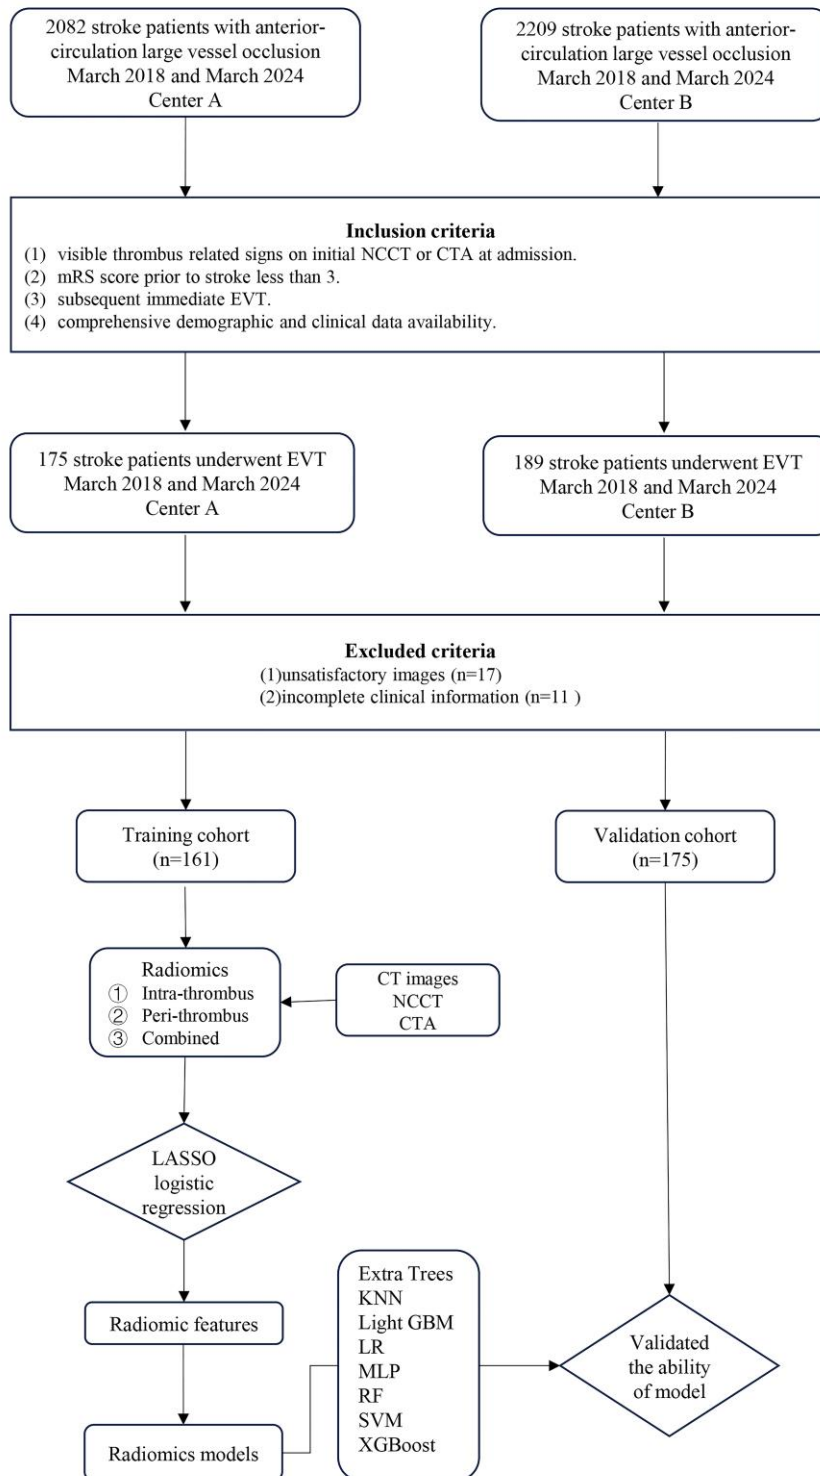 2082 stroke patients with anterior-
circulation large vessel occlusion
March 2018 and March 2024
Center A
2209 stroke patients with anterior-
circulation large vessel occlusion
March 2018 and March 2024
Center B
Inclusion criteria
(1) visible thrombus related signs on initial NCCT or CTA at admission.
(2) mRS score prior to stroke less than 3.
(3) subsequent immediate EVT.
(4) comprehensive demographic and clinical data availability.
175 stroke patients underwent EVT
March 2018 and March 2024
Center A
189 stroke patients underwent EVT
March 2018 and March 2024
Center B
Excluded criteria
(1)unsatisfactory images (n=17)
(2)incomplete clinical information (n=11 )
Training cohort
(n=161)
Validation cohort
(n=175)
Radiomics
① Intra-thrombus
② Peri-thrombus
③ Combined
CT images
NCCT
CTA
LASSO
logistic
regression
Radiomic features
Radiomics models
Extra Trees
KNN
Light GBM
LR
MLP
RF
SVM
XGBoost
Validated
the ability
of model